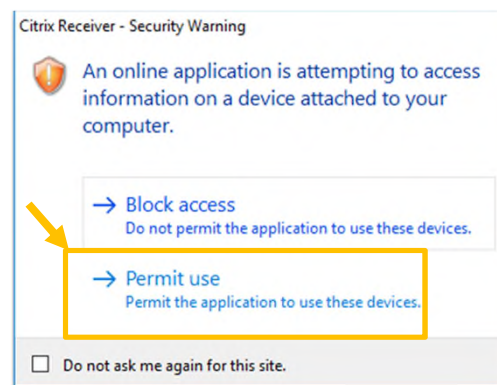 Citrix Receiver - Security Warning
An online application is attempting to access
information on a device attached to your
computer.
Block access
Do not permit the application to use these devices.
Permit use
Permit the application to use these devices.
Do not ask me again for this site.